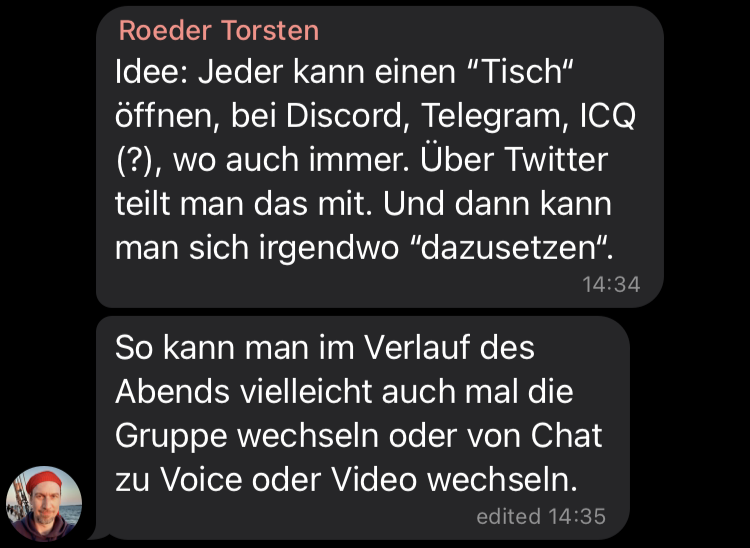 Roeder Torsten
Idee: Jeder kann einen “Tisch“
öffnen, bei Discord, Telegram, ICQ
(?), wo auch immer. Über Twitter
teilt man das mit. Und dann kann
man sich irgendwo “dazusetzen“.
14:34
So kann man im Verlauf des
Abends vielleicht auch mal die
Gruppe wechseln oder von Chat
zu Voice oder Video wechseln.
edited 14:35